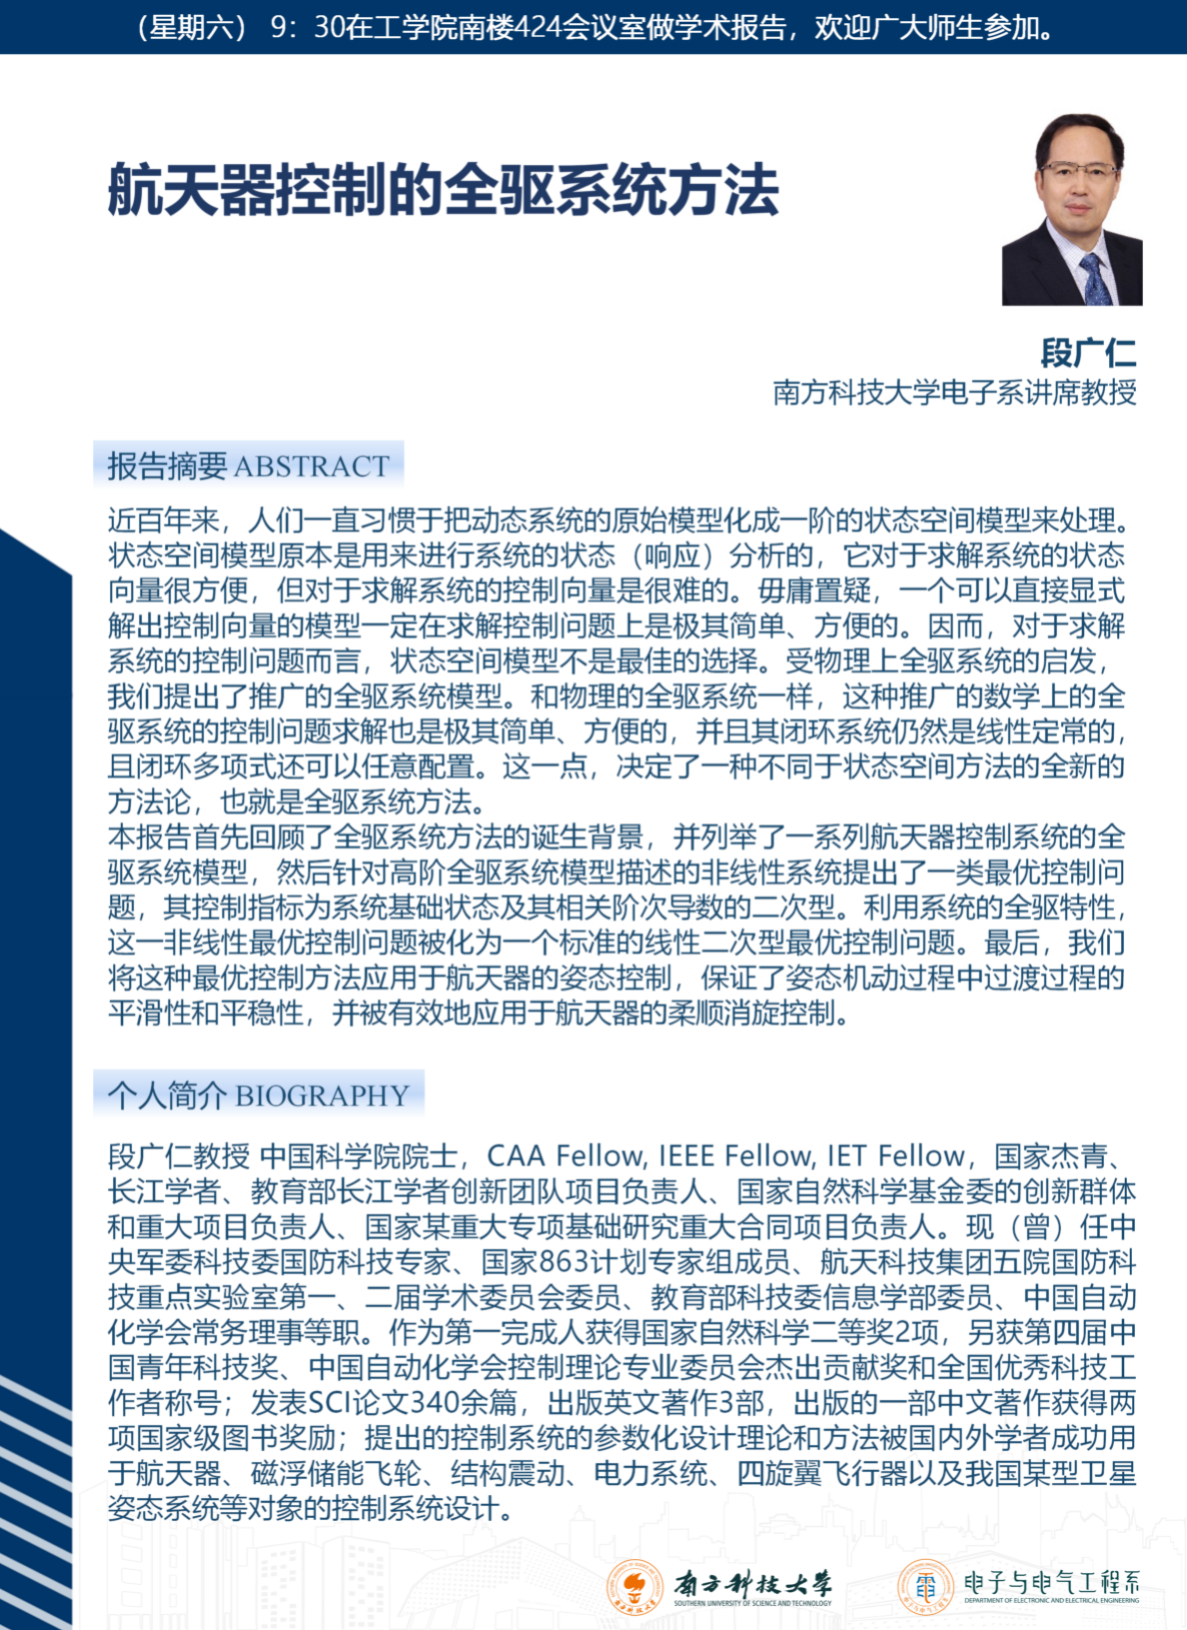 （星期六） 9：30在工学院南楼424会议室做学术报告，欢迎广大师生参加。
航天器控制的全驱系统方法
段广仁
南方科技大学电子系讲席教授
报告摘要 ABSTRACT
近百年来，人们一直习惯于把动态系统的原始模型化成一阶的状态空间模型来处理。
状态空间模型原本是用来进行系统的状态（响应）分析的，它对于求解系统的状态
向量很方便，但对于求解系统的控制向量是很难的。毋庸置疑，一个可以直接显式
解出控制向量的模型一定在求解控制问题上是极其简单、方便的。因而，对于求解
系统的控制问题而言，状态空间模型不是最佳的选择。受物理上全驱系统的启发，
我们提出了推广的全驱系统模型。和物理的全驱系统一样，这种推广的数学上的全
驱系统的控制问题求解也是极其简单、方便的，并且其闭环系统仍然是线性定常的，
且闭环多项式还可以任意配置。这一点，决定了一种不同于状态空间方法的全新的
方法论，也就是全驱系统方法。
本报告首先回顾了全驱系统方法的诞生背景，并列举了一系列航天器控制系统的全
驱系统模型，然后针对高阶全驱系统模型描述的非线性系统提出了一类最优控制问
题，其控制指标为系统基础状态及其相关阶次导数的二次型。利用系统的全驱特性，
这一非线性最优控制问题被化为一个标准的线性二次型最优控制问题。最后，我们
将这种最优控制方法应用于航天器的姿态控制，保证了姿态机动过程中过渡过程的
平滑性和平稳性，并被有效地应用于航天器的柔顺消旋控制。
个人简介 BIOGRAPHY
段广仁教授 中国科学院院士，CAA Fellow, IEEE Fellow, IET Fellow，国家杰青、
长江学者、教育部长江学者创新团队项目负责人、国家自然科学基金委的创新群体
和重大项目负责人、国家某重大专项基础研究重大合同项目负责人。现（曾）任中
央军委科技委国防科技专家、国家863计划专家组成员、航天科技集团五院国防科
技重点实验室第一、二届学术委员会委员、教育部科技委信息学部委员、中国自动
化学会常务理事等职。作为第一完成人获得国家自然科学二等奖2项，另获第四届中
国青年科技奖、中国自动化学会控制理论专业委员会杰出贡献奖和全国优秀科技工
作者称号；发表SCI论文340余篇，出版英文著作3部，出版的一部中文著作获得两
项国家级图书奖励；提出的控制系统的参数化设计理论和方法被国内外学者成功用
于航天器、磁浮储能飞轮、结构震动、电力系统、四旋翼飞行器以及我国某型卫星
姿态系统等对象的控制系统设计。
南方科技大学
SOUTHERN UNIVERSITY OF SCIENCE AND TECHNOLOGY
电子与电气工程系
DEPARTMENT OF ELECTRONIC AND ELECTRICAL ENGINEERING